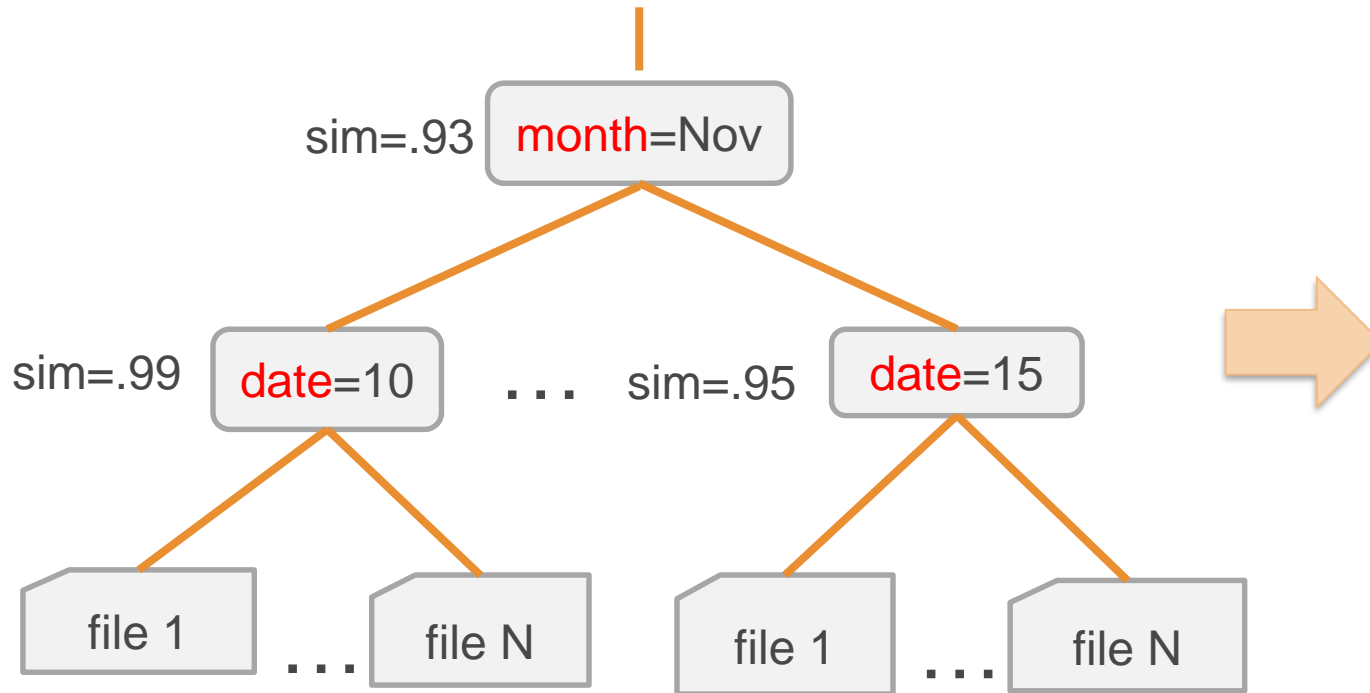 sim=.93
month=Nov
sim=.99
date=10
...
sim=.95
date=15
file 1
...
file N
file 1
...
file N